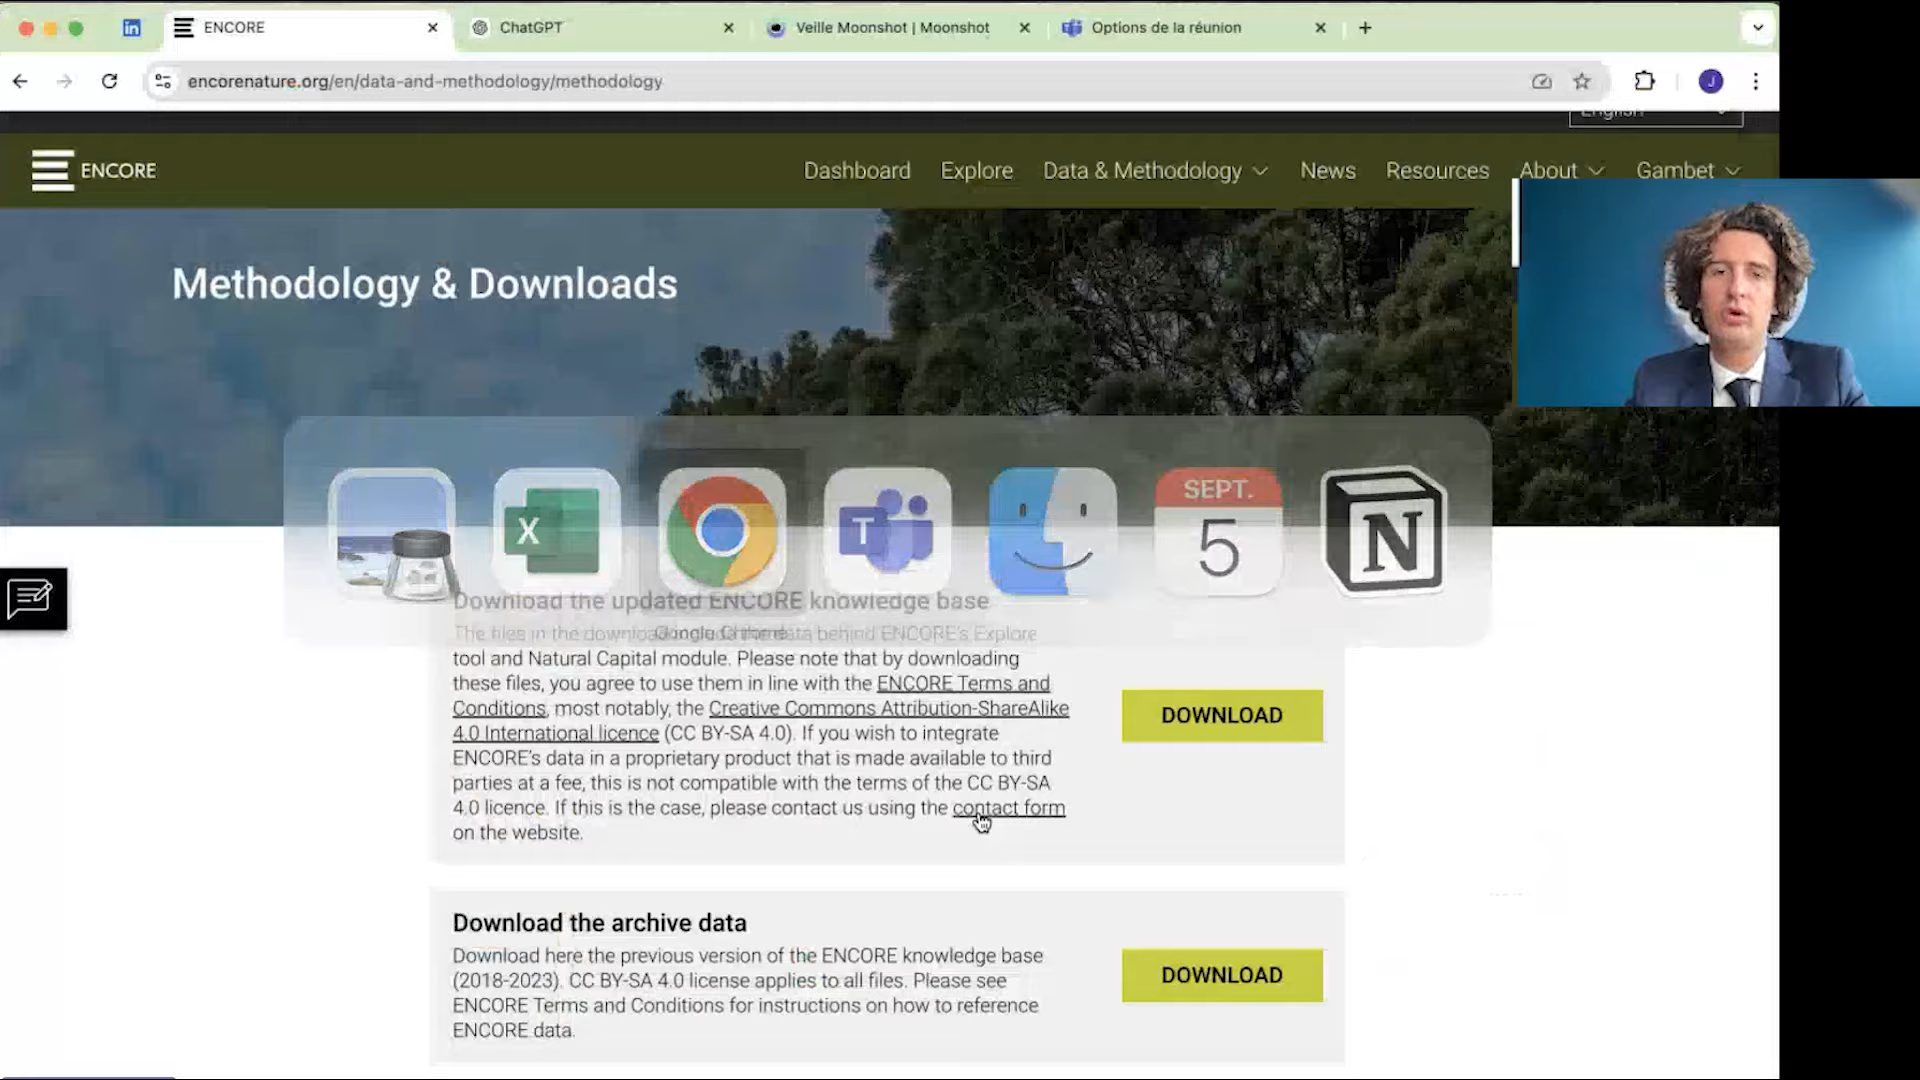 ENCORE
ChatGPT
Veille Moonshot | Moonshot
Options de la réunion
encorenature.org/en/data-and-methodology/methodology
J
English
ENCORE
Dashboard
Explore
Data & Methodology
News
Resources
About
Gambet
Methodology & Downloads
X
T
SEPT.
5
N
Google Chrome
Download the updated ENCORE knowledge base
The files in the download include the data behind ENCORE's Explore
tool and Natural Capital module. Please note that by downloading
these files, you agree to use them in line with the ENCORE Terms and
Conditions, most notably, the Creative Commons Attribution-ShareAlike
4.0 International licence (CC BY-SA 4.0). If you wish to integrate
ENCORE's data in a proprietary product that is made available to third
parties at a fee, this is not compatible with the terms of the CC BY-SA
4.0 licence. If this is the case, please contact us using the contact form
on the website.
DOWNLOAD
Download the archive data
Download here the previous version of the ENCORE knowledge base
(2018-2023). CC BY-SA 4.0 license applies to all files. Please see
ENCORE Terms and Conditions for instructions on how to reference
ENCORE data.
DOWNLOAD